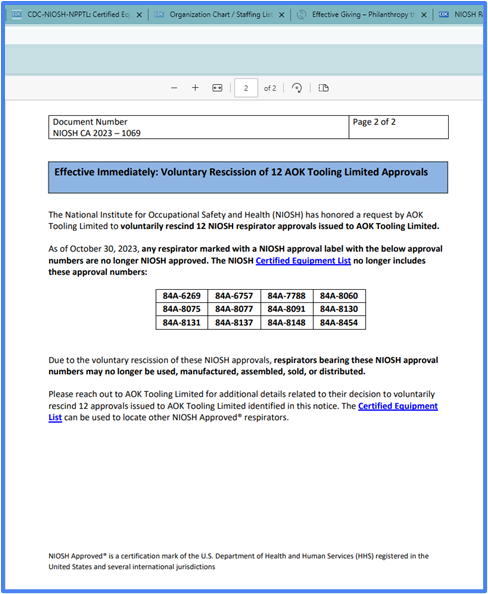 CDC-NIOSH-NPPTL: Certified Eq
Organization Chart / Staffing List
Effective Giving – Philanthropy t
NIOSH R
2 of 2
Document Number
NIOSH CA 2023 – 1069
Page 2 of 2
Effective Immediately: Voluntary Rescission of 12 AOK Tooling Limited Approvals
The National Institute for Occupational Safety and Health (NIOSH) has honored a request by AOK
Tooling Limited to voluntarily rescind 12 NIOSH respirator approvals issued to AOK Tooling Limited.
As of October 30, 2023, any respirator marked with a NIOSH approval label with the below approval
numbers are no longer NIOSH approved. The NIOSH Certified Equipment List no longer includes
these approval numbers:
84A-6269 84A-6757 84A-7788 84A-8060
84A-8075 84A-8077 84A-8091 84A-8130
84A-8131 84A-8137 84A-8148 84A-8454
Due to the voluntary rescission of these NIOSH approvals, respirators bearing these NIOSH approval
numbers may no longer be used, manufactured, assembled, sold, or distributed.
Please reach out to AOK Tooling Limited for additional details related to their decision to voluntarily
rescind 12 approvals issued to AOK Tooling Limited identified in this notice. The Certified Equipment
List can be used to locate other NIOSH Approved® respirators.
NIOSH Approved® is a certification mark of the U.S. Department of Health and Human Services (HHS) registered in the
United States and several international jurisdictions